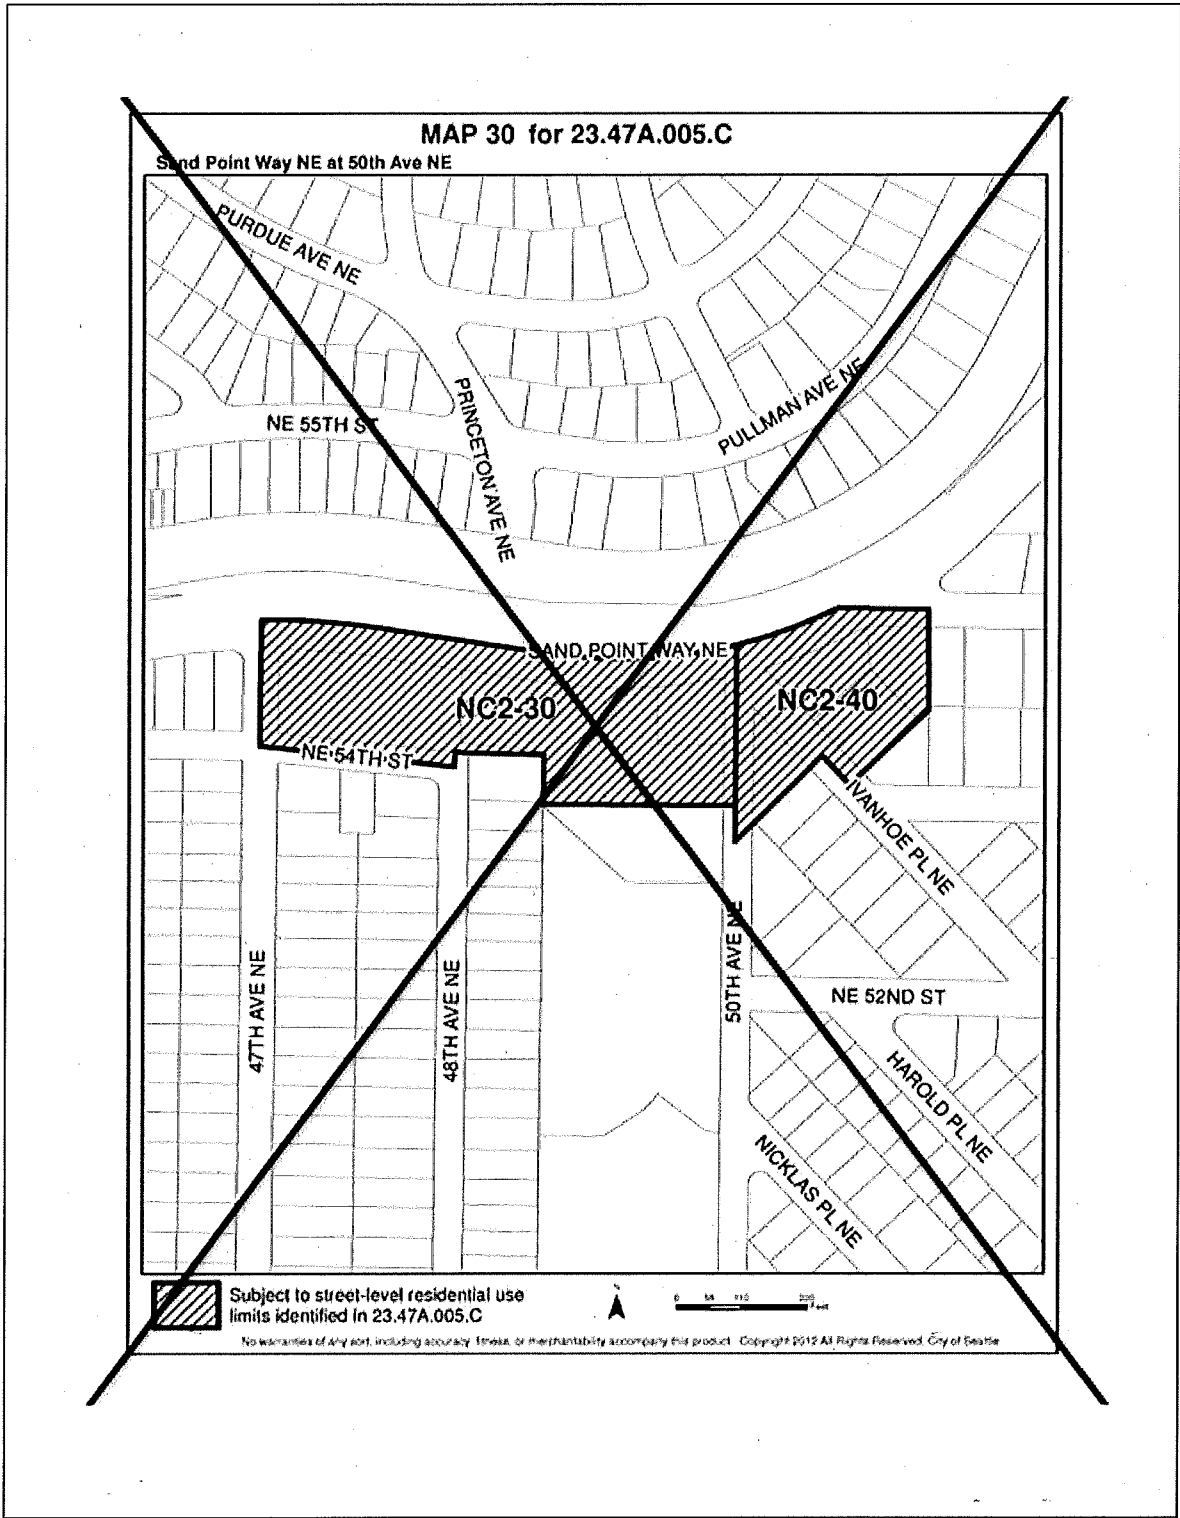 MAP 30 for 23.47A.005.C
Sand Point Way NE at 50th Ave NE
PURDUE AVE NE
PRINCETON AVE NE
PULLMAN AVE NE
NE 55TH ST
SAND POINT WAY NE
NC2-30
NC2-40
NE 54TH ST
IVANHOE PL NE
47TH AVE NE
48TH AVE NE
50TH AVE NE
NE 52ND ST
HAROLD PL NE
NICKLAS PL NE
Subject to street-level residential use
limits identified in 23.47A.005.C
No warranties of any sort, including accuracy, fitness, or merchantability accompany this product. Copyright 2012 All Rights Reserved, City of Seattle